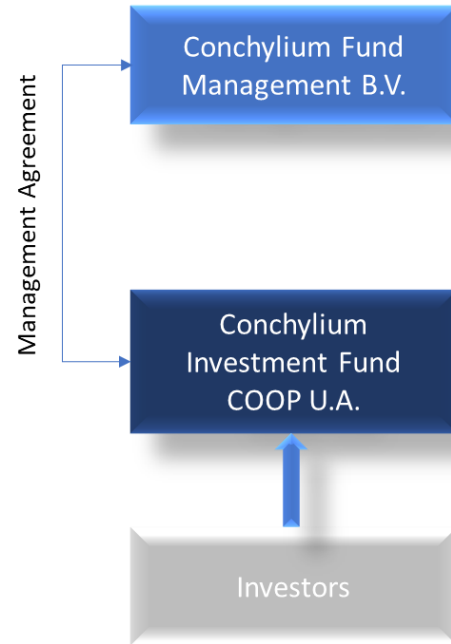 Conchylium Fund
Management B.V.
Management Agreement
Conchylium
Investment Fund
COOP U.A.
Investors